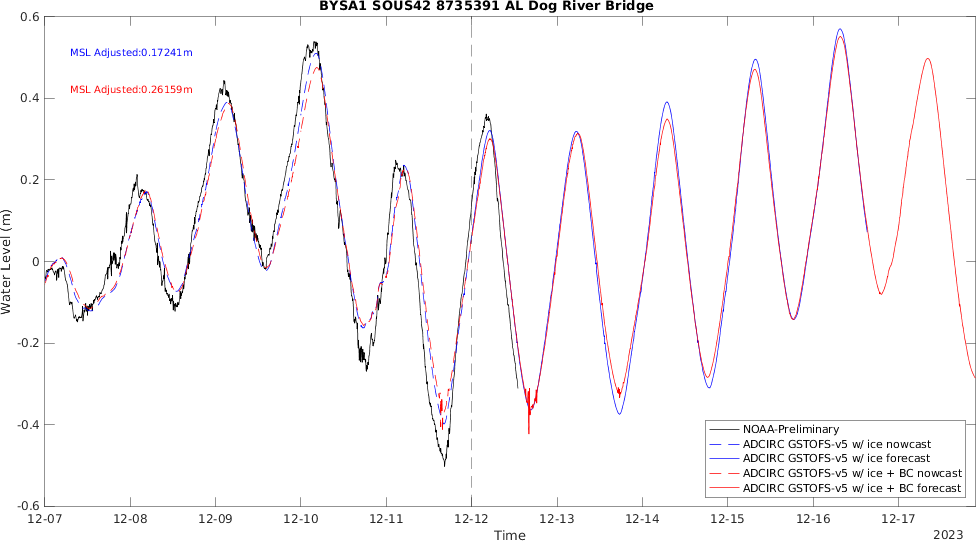 BYSA1 SOUS42 8735391 AL Dog River Bridge
MSL Adjusted:0.17241m
MSL Adjusted:0.26159m
0.6
0.4
0.2
0
-0.2
-0.4
-0.6
Water Level (m)
NOAA-Preliminary
ADCIRC GSTOFS-v5 w/ ice nowcast
ADCIRC GSTOFS-v5 w/ ice forecast
ADCIRC GSTOFS-v5 w/ ice + BC nowcast
ADCIRC GSTOFS-v5 w/ ice + BC forecast
12-07 12-08 12-09 12-10 12-11 12-12 12-13 12-14 12-15 12-16 12-17
Time
2023